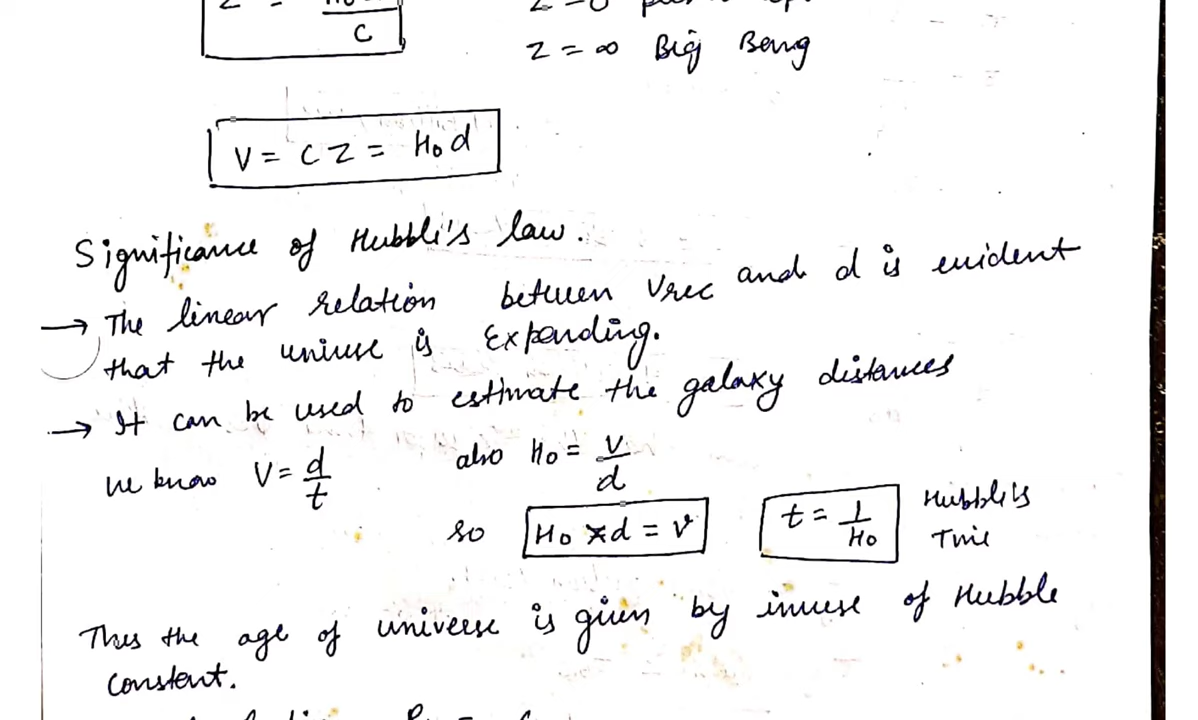 C
Z = ∞ Big Bang
V = CZ = H₀d
Significance of Hubble's law.
→ The linear relation between Vrec and d is evident
that the universe is Expanding.
→ It can be used to estimate the galaxy distances
we know V = d/t also H₀ = V/d
so H₀ × d = v t = 1/H₀ Hubble's Time
Thus the age of universe is given by inverse of Hubble
constant.